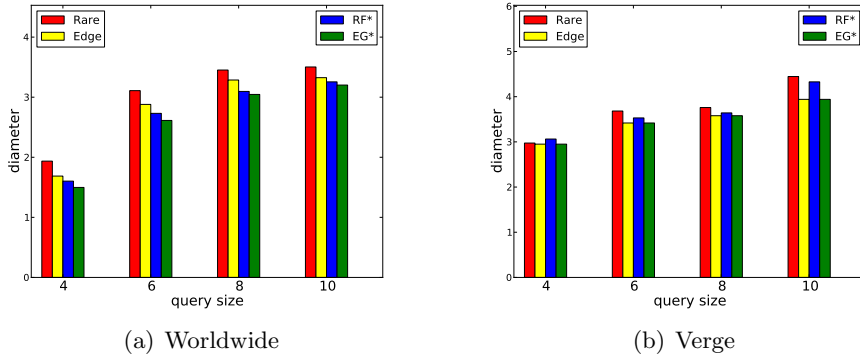 Rare
Edge
RF*
EG*
4
3
2
1
0
diameter
4 6 8 10
query size
(a) Worldwide
Rare
Edge
RF*
EG*
6
5
4
3
2
1
0
diameter
4 6 8 10
query size
(b) Verge